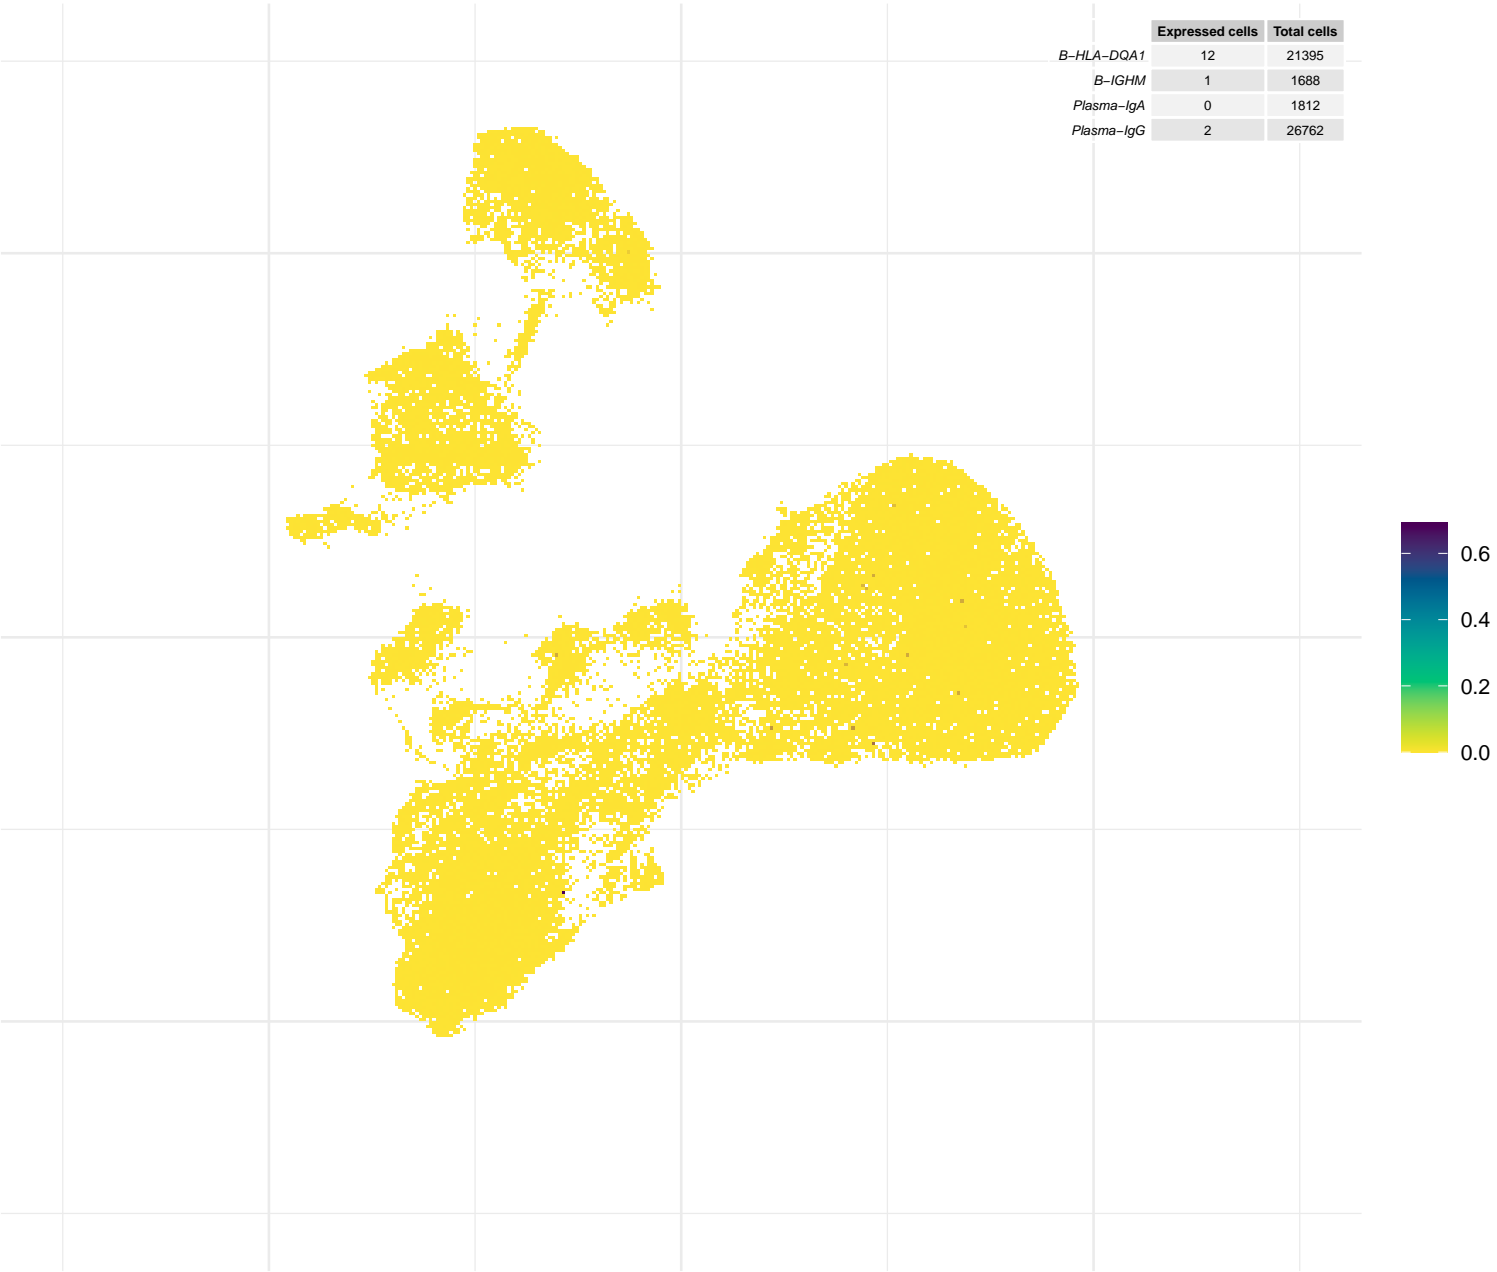 Expressed cells Total cells
B−HLA−DQA1 12 21395
B−IGHM 1 1688
Plasma−IgA 0 1812
Plasma−IgG 2 26762
0.6
0.4
0.2
0.0